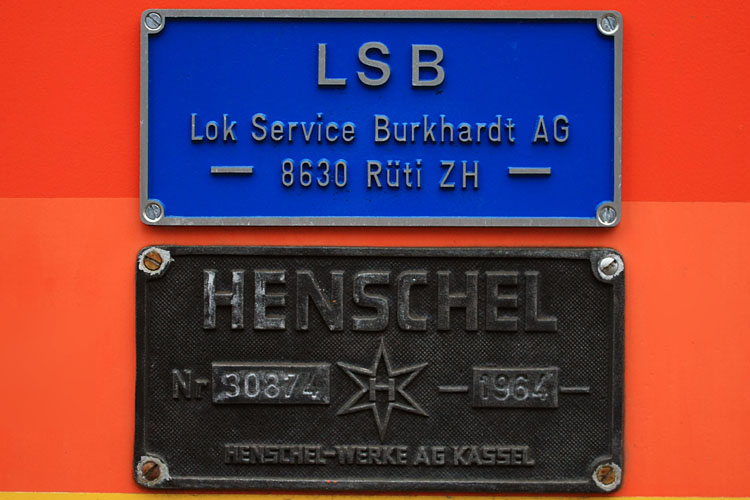 LSB
Lok Service Burkhardt AG
— 8630 Rüti ZH —
HENSCHEL
Nr 30874 H — 1964 —
HENSCHEL-WERKE AG KASSEL